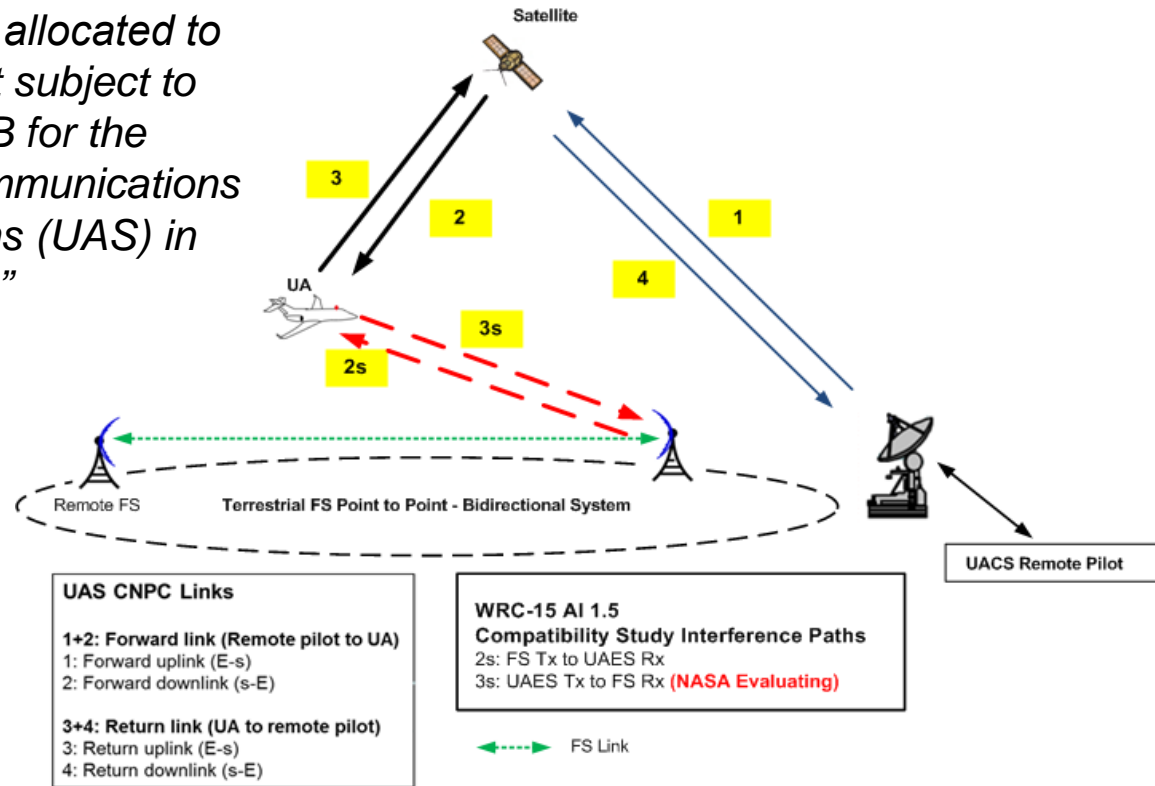 allocated to
t subject to
B for the
mmunications
ns (UAS) in
”
Satellite
3
2
1
4
UA
3s
2s
Remote FS
Terrestrial FS Point to Point - Bidirectional System
UACS Remote Pilot
UAS CNPC Links
1+2: Forward link (Remote pilot to UA)
1: Forward uplink (E-s)
2: Forward downlink (s-E)
3+4: Return link (UA to remote pilot)
3: Return uplink (E-s)
4: Return downlink (s-E)
WRC-15 AI 1.5
Compatibility Study Interference Paths
2s: FS Tx to UAES Rx
3s: UAES Tx to FS Rx (NASA Evaluating)
FS Link